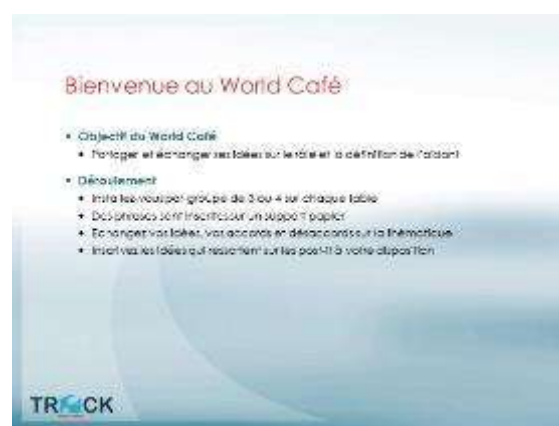 Bienvenue au World Café
• Objectif du World Café
• Partager et échanger ses idées sur le rôle et la définition de l'aidant
• Déroulement
• Installez-vous par groupe de 3 ou 4 sur chaque table
• Des phrases sont inscrites sur un support papier
• Echangez vos idées, vos accords et désaccords sur la thématique
• Inscrivez les idées qui ressortent sur les post-it à votre disposition
TR CK